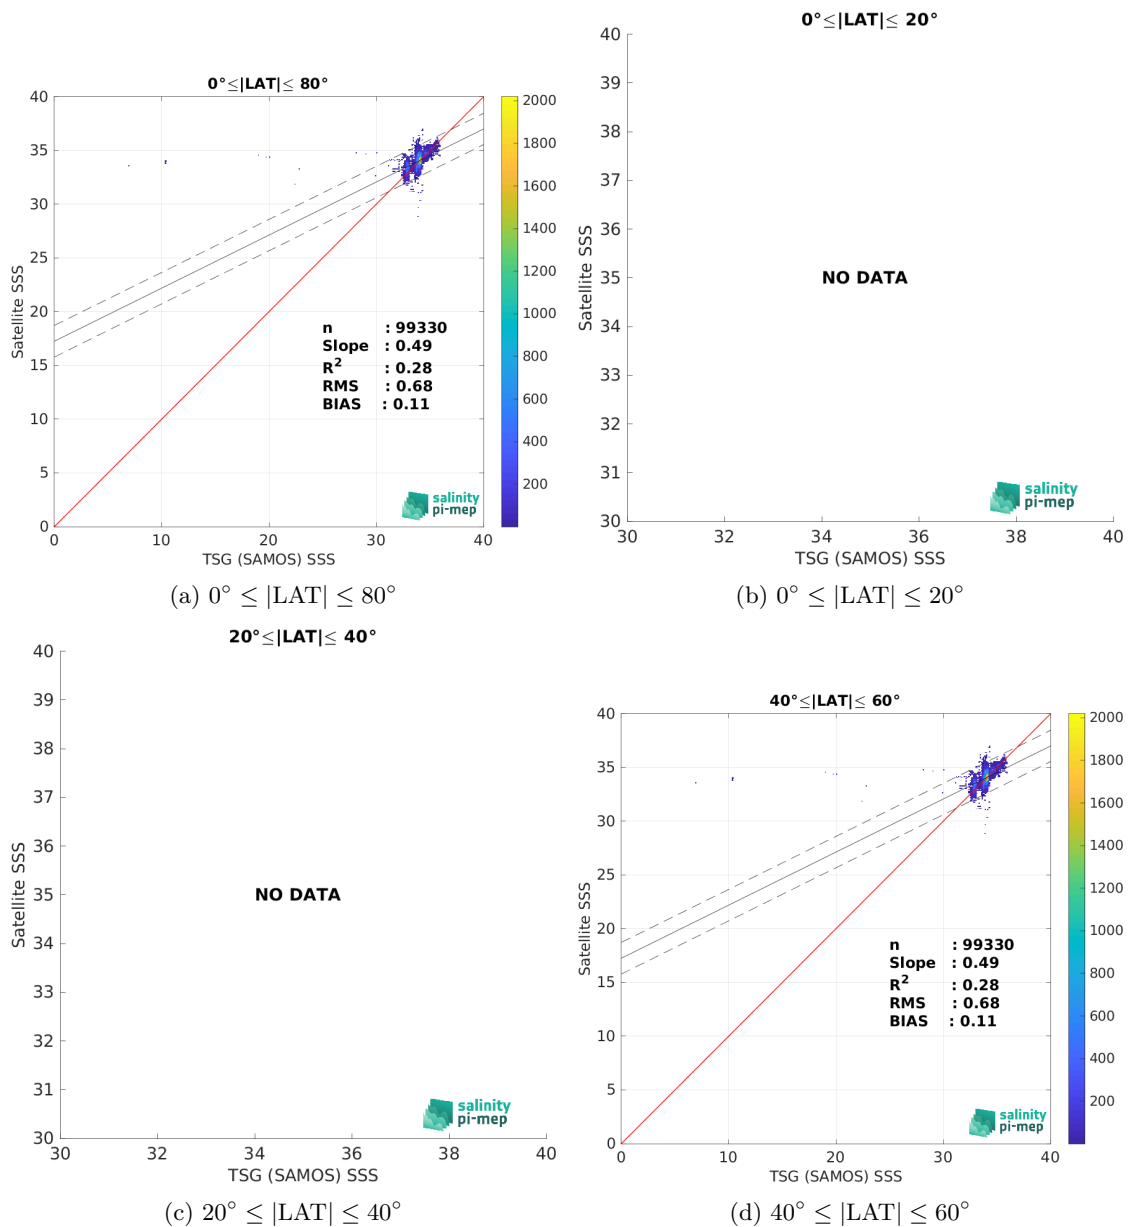 0°≤|LAT|≤ 80°
40
35
30
25
20
15
10
5
0
Satellite SSS
n : 99330
Slope : 0.49
R² : 0.28
RMS : 0.68
BIAS : 0.11
salinity
pi-mep
0 10 20 30 40
TSG (SAMOS) SSS
2000
1800
1600
1400
1200
1000
800
600
400
200
(a) 0° ≤ |LAT| ≤ 80°
0°≤|LAT|≤ 20°
40
39
38
37
36
35
34
33
32
31
30
Satellite SSS
NO DATA
salinity
pi-mep
30 32 34 36 38 40
TSG (SAMOS) SSS
(b) 0° ≤ |LAT| ≤ 20°
20°≤|LAT|≤ 40°
40
39
38
37
36
35
34
33
32
31
30
Satellite SSS
NO DATA
salinity
pi-mep
30 32 34 36 38 40
TSG (SAMOS) SSS
(c) 20° ≤ |LAT| ≤ 40°
40°≤|LAT|≤ 60°
40
35
30
25
20
15
10
5
0
Satellite SSS
n : 99330
Slope : 0.49
R² : 0.28
RMS : 0.68
BIAS : 0.11
salinity
pi-mep
0 10 20 30 40
TSG (SAMOS) SSS
2000
1800
1600
1400
1200
1000
800
600
400
200
(d) 40° ≤ |LAT| ≤ 60°